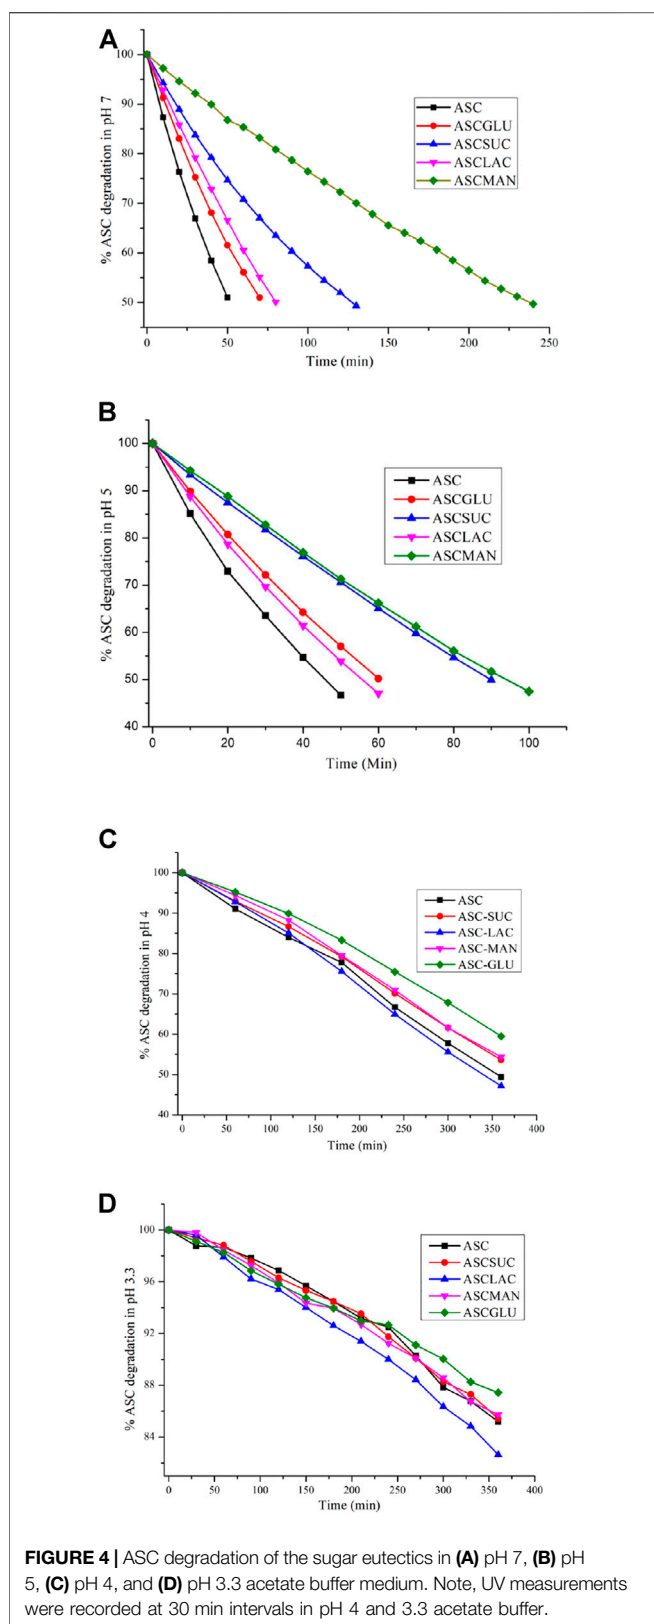 A
% ASC degradation in pH 7
100
90
80
70
60
50
ASC
ASCGLU
ASCSUC
ASCLAC
ASCMAN
0 50 100 150 200 250
Time (min)
B
% ASC degradation in pH 5
100
90
80
70
60
50
40
ASC
ASCGLU
ASCSUC
ASCLAC
ASCMAN
0 20 40 60 80 100
Time (Min)
C
% ASC degradation in pH 4
100
90
80
70
60
50
40
ASC
ASC-SUC
ASC-LAC
ASC-MAN
ASC-GLU
0 50 100 150 200 250 300 350 400
Time (min)
D
% ASC degradation in pH 3.3
100
96
92
88
84
ASC
ASCSUC
ASCLAC
ASCMAN
ASCGLU
0 50 100 150 200 250 300 350 400
Time (min)
FIGURE 4 | ASC degradation of the sugar eutectics in (A) pH 7, (B) pH
5, (C) pH 4, and (D) pH 3.3 acetate buffer medium. Note, UV measurements
were recorded at 30 min intervals in pH 4 and 3.3 acetate buffer.